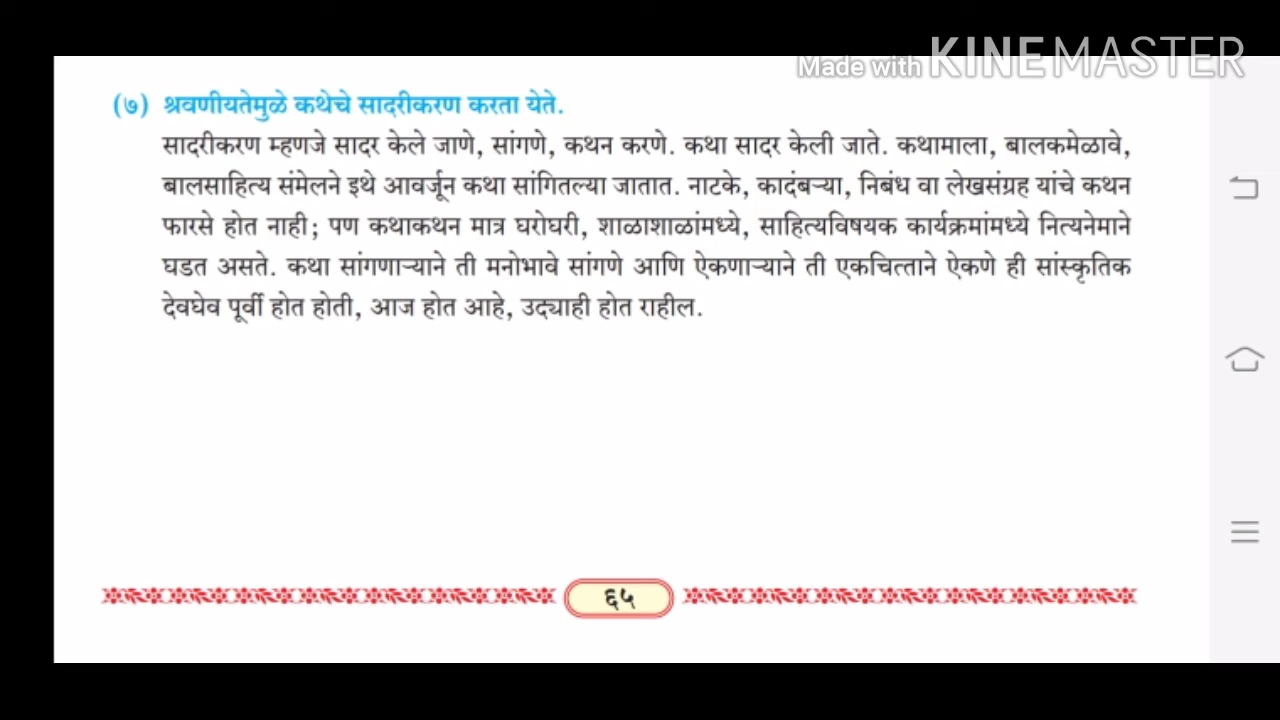 Made with KINEMASTER
(७) श्रवणीयतेमुळे कथेचे सादरीकरण करता येते.
सादरीकरण म्हणजे सादर केले जाणे, सांगणे, कथन करणे. कथा सादर केली जाते. कथामाला, बालकमेळावे,
बालसाहित्य संमेलने इथे आवर्जून कथा सांगितल्या जातात. नाटके, कादंबऱ्या, निबंध वा लेखसंग्रह यांचे कथन
फारसे होत नाही; पण कथाकथन मात्र घरोघरी, शाळाशाळांमध्ये, साहित्यविषयक कार्यक्रमांमध्ये नित्यनेमाने
घडत असते. कथा सांगणाऱ्याने ती मनोभावे सांगणे आणि ऐकणाऱ्याने ती एकचित्ताने ऐकणे ही सांस्कृतिक
देवघेव पूर्वी होत होती, आज होत आहे, उद्याही होत राहील.
६५